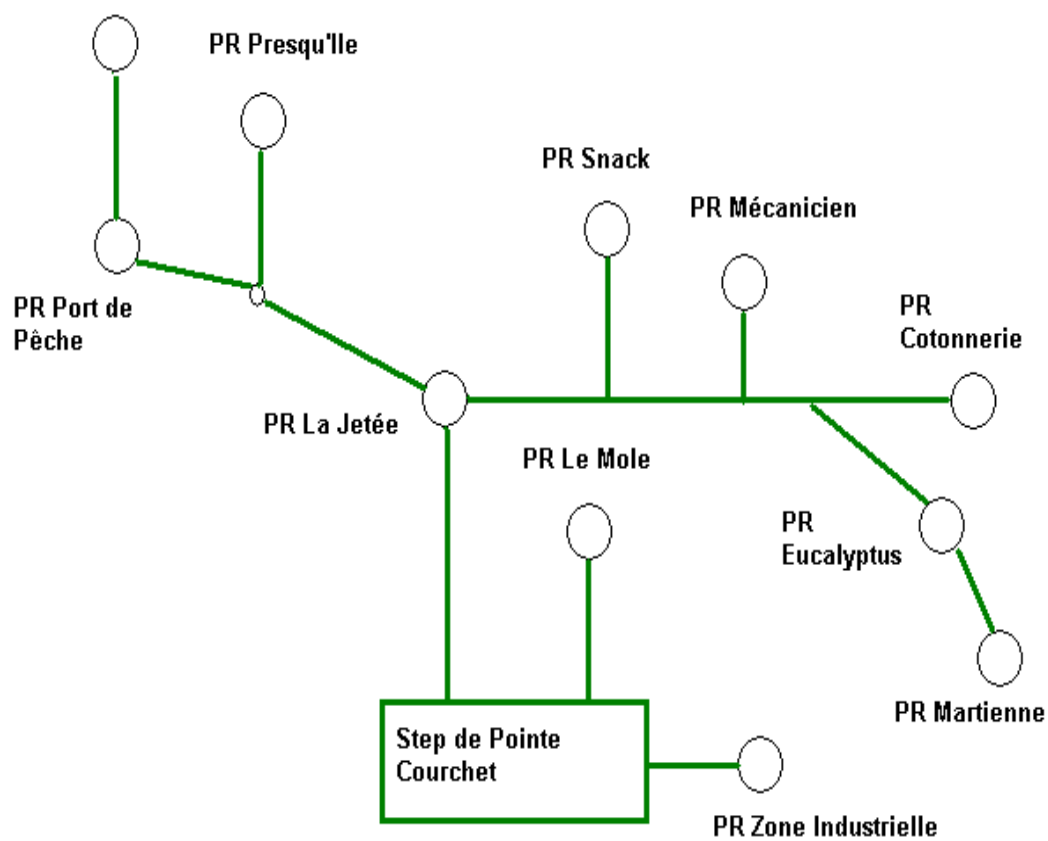 PR Presqu'Ile
PR Snack
PR Mécanicien
PR Port de
Pêche
PR
Cotonnerie
PR La Jetée
PR Le Mole
PR
Eucalyptus
PR Martienne
Step de Pointe
Courchet
PR Zone Industrielle